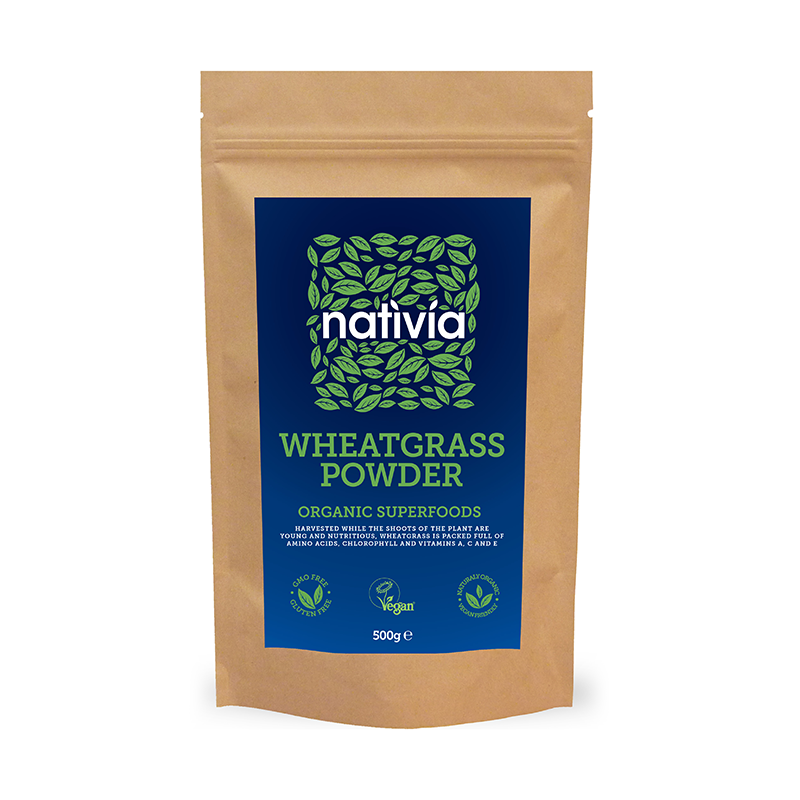 nativia
WHEATGRASS
POWDER
ORGANIC SUPERFOODS
HARVESTED WHILE THE SHOOTS OF THE PLANT ARE
YOUNG AND NUTRITIOUS, WHEATGRASS IS PACKED FULL OF
AMINO ACIDS, CHLOROPHYLL AND VITAMINS A, C AND E
GMO FREE
GLUTEN FREE
Vegan
NATURALY ORGANIC
VEGAN FRIENDLY
500g ℮